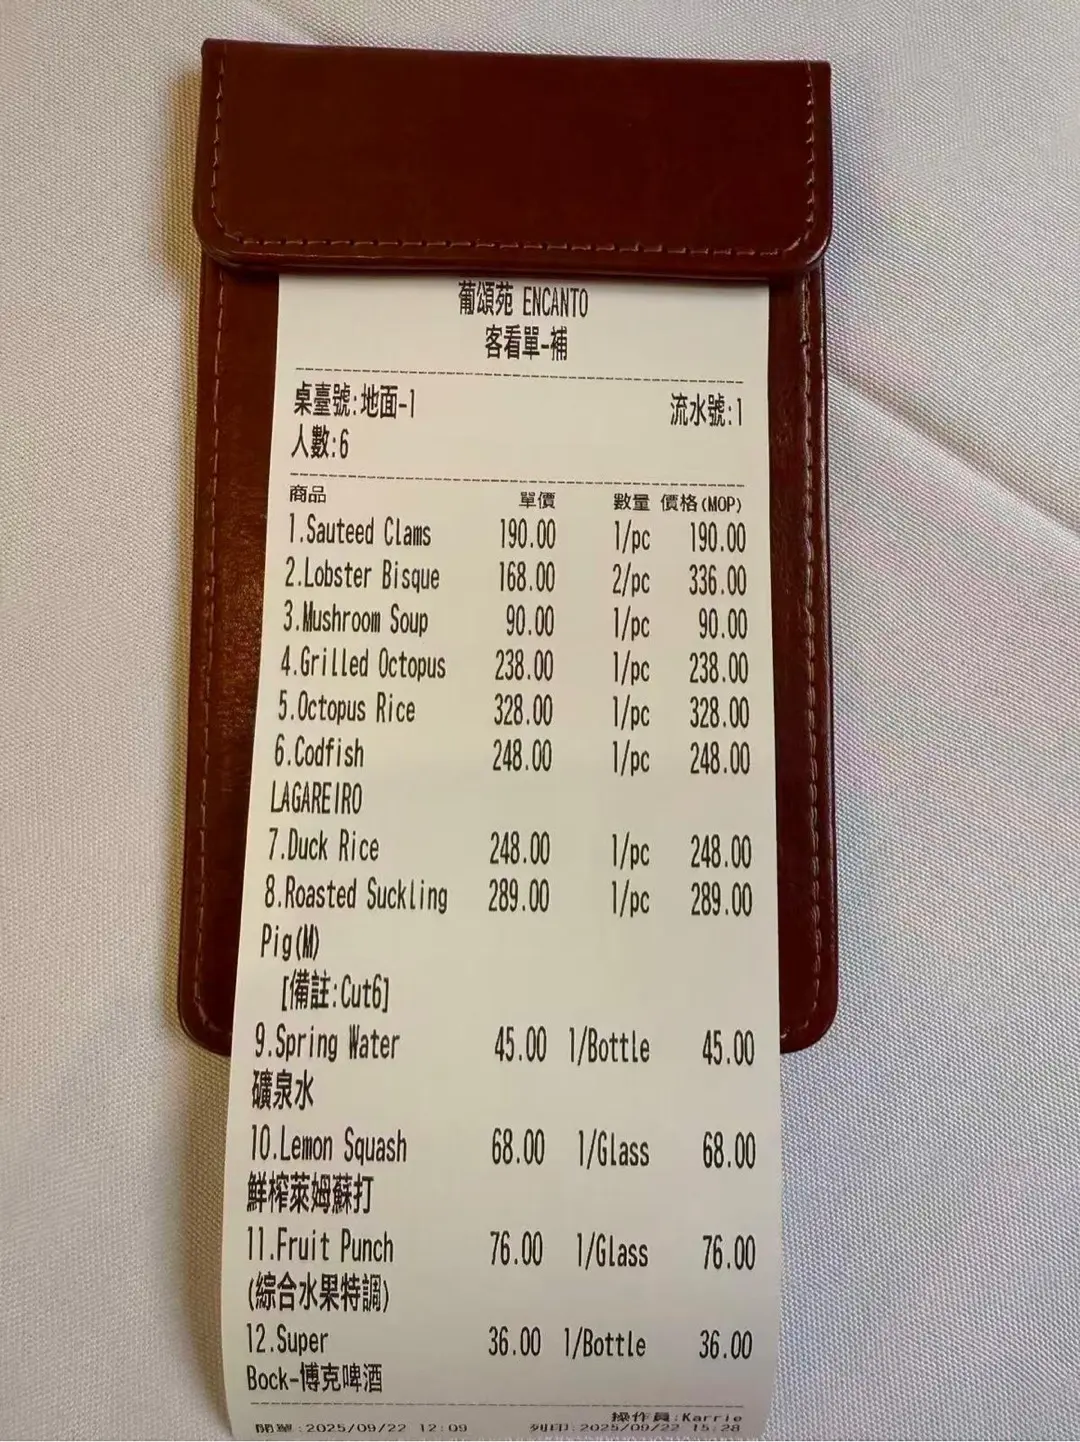 葡頌苑 ENCANTO
客看單-補
桌臺號:地面-1 流水號:1
人數:6
商品 單價 數量 價格(MOP)
1.Sauteed Clams 190.00 1/pc 190.00
2.Lobster Bisque 168.00 2/pc 336.00
3.Mushroom Soup 90.00 1/pc 90.00
4.Grilled Octopus 238.00 1/pc 238.00
5.Octopus Rice 328.00 1/pc 328.00
6.Codfish 248.00 1/pc 248.00
LAGAREIRO
7.Duck Rice 248.00 1/pc 248.00
8.Roasted Suckling 289.00 1/pc 289.00
Pig(M)
[備註:Cut6]
9.Spring Water 45.00 1/Bottle 45.00
礦泉水
10.Lemon Squash 68.00 1/Glass 68.00
鮮榨萊姆蘇打
11.Fruit Punch 76.00 1/Glass 76.00
(綜合水果特調)
12.Super 36.00 1/Bottle 36.00
Bock-博克啤酒
操作員:Karrie
開單:2025/09/22 12:09 列印:2025/09/22 15:28